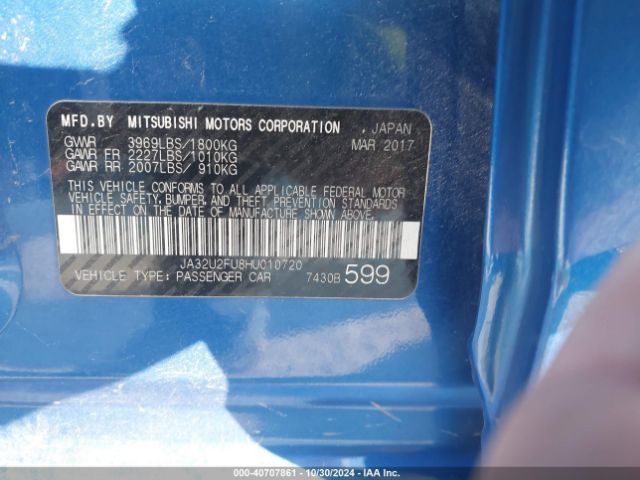 MFD.BY MITSUBISHI MOTORS CORPORATION , JAPAN
GVWR 3969LBS/1800KG MAR 2017
GAWR FR 2227LBS/1010KG
GAWR RR 2007LBS/ 910KG
THIS VEHICLE CONFORMS TO ALL APPLICABLE FEDERAL MOTOR
VEHICLE SAFETY, BUMPER, AND THEFT PREVENTION STANDARDS
IN EFFECT ON THE DATE OF MANUFACTURE SHOWN ABOVE.
JA32U2FU8HU010720
VEHICLE TYPE: PASSENGER CAR 7430B 599
000-40707861 - 10/30/2024 - IAA Inc.